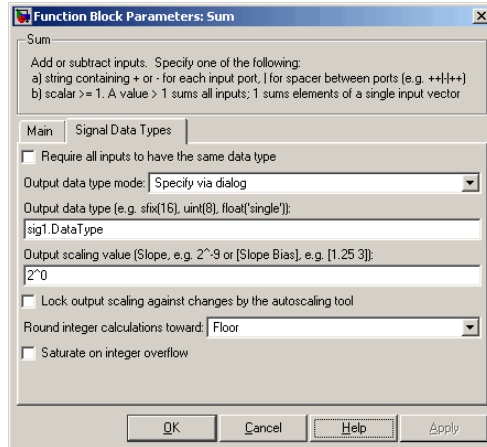 Function Block Parameters: Sum
Sum
Add or subtract inputs. Specify one of the following:
a) string containing + or - for each input port, | for spacer between ports (e.g. ++|-|++)
b) scalar >= 1. A value > 1 sums all inputs; 1 sums elements of a single input vector
Main
Signal Data Types
Require all inputs to have the same data type
Output data type mode: Specify via dialog
Output data type (e.g. sfix(16), uint(8), float('single')):
sig1.DataType
Output scaling value (Slope, e.g. 2^-9 or [Slope Bias], e.g. [1.25 3]):
2^0
Lock output scaling against changes by the autoscaling tool
Round integer calculations toward: Floor
Saturate on integer overflow
OK
Cancel
Help
Apply